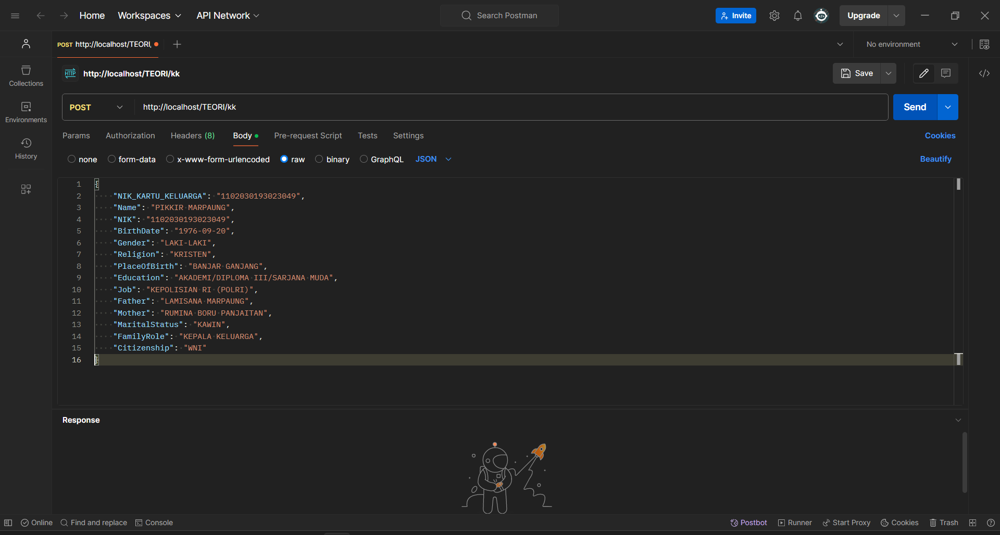 Home Workspaces API Network Search Postman Invite Upgrade
POST http://localhost/TEORI, No environment
HTTP http://localhost/TEORI/kk Save
POST http://localhost/TEORI/kk Send
Params Authorization Headers (8) Body Pre-request Script Tests Settings Cookies
none form-data x-www-form-urlencoded raw binary GraphQL JSON Beautify
Collections
Environments
History
1 {
2 "NIK_KARTU_KELUARGA": "1102030193023049",
3 "Name": "PIKKIR MARPAUNG",
4 "NIK": "1102030193023049",
5 "BirthDate": "1976-09-20",
6 "Gender": "LAKI-LAKI",
7 "Religion": "KRISTEN",
8 "PlaceOfBirth": "BANJAR GANJANG",
9 "Education": "AKADEMI/DIPLOMA III/SARJANA MUDA",
10 "Job": "KEPOLISIAN RI (POLRI)",
11 "Father": "LAMISANA MARPAUNG",
12 "Mother": "RUMINA BORU PANJAITAN",
13 "MaritalStatus": "KAWIN",
14 "FamilyRole": "KEPALA KELUARGA",
15 "Citizenship": "WNI"
16 }
Response
Online Find and replace Console Postbot Runner Start Proxy Cookies Trash